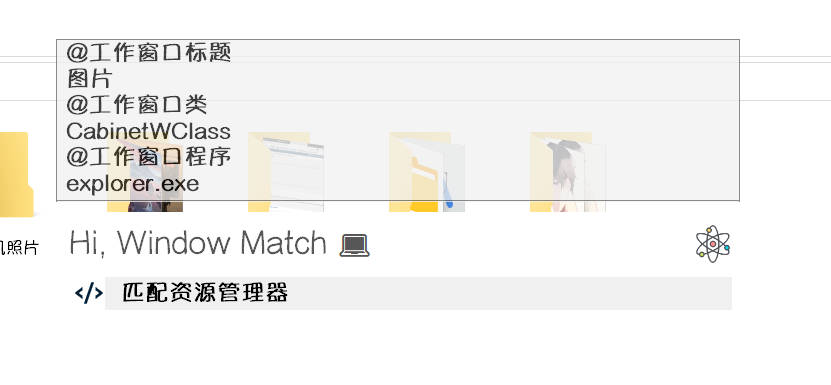 @工作窗口标题
图片
@工作窗口类
CabinetWClass
@工作窗口程序
explorer.exe
Hi, Window Match
机照片
</> 匹配资源管理器